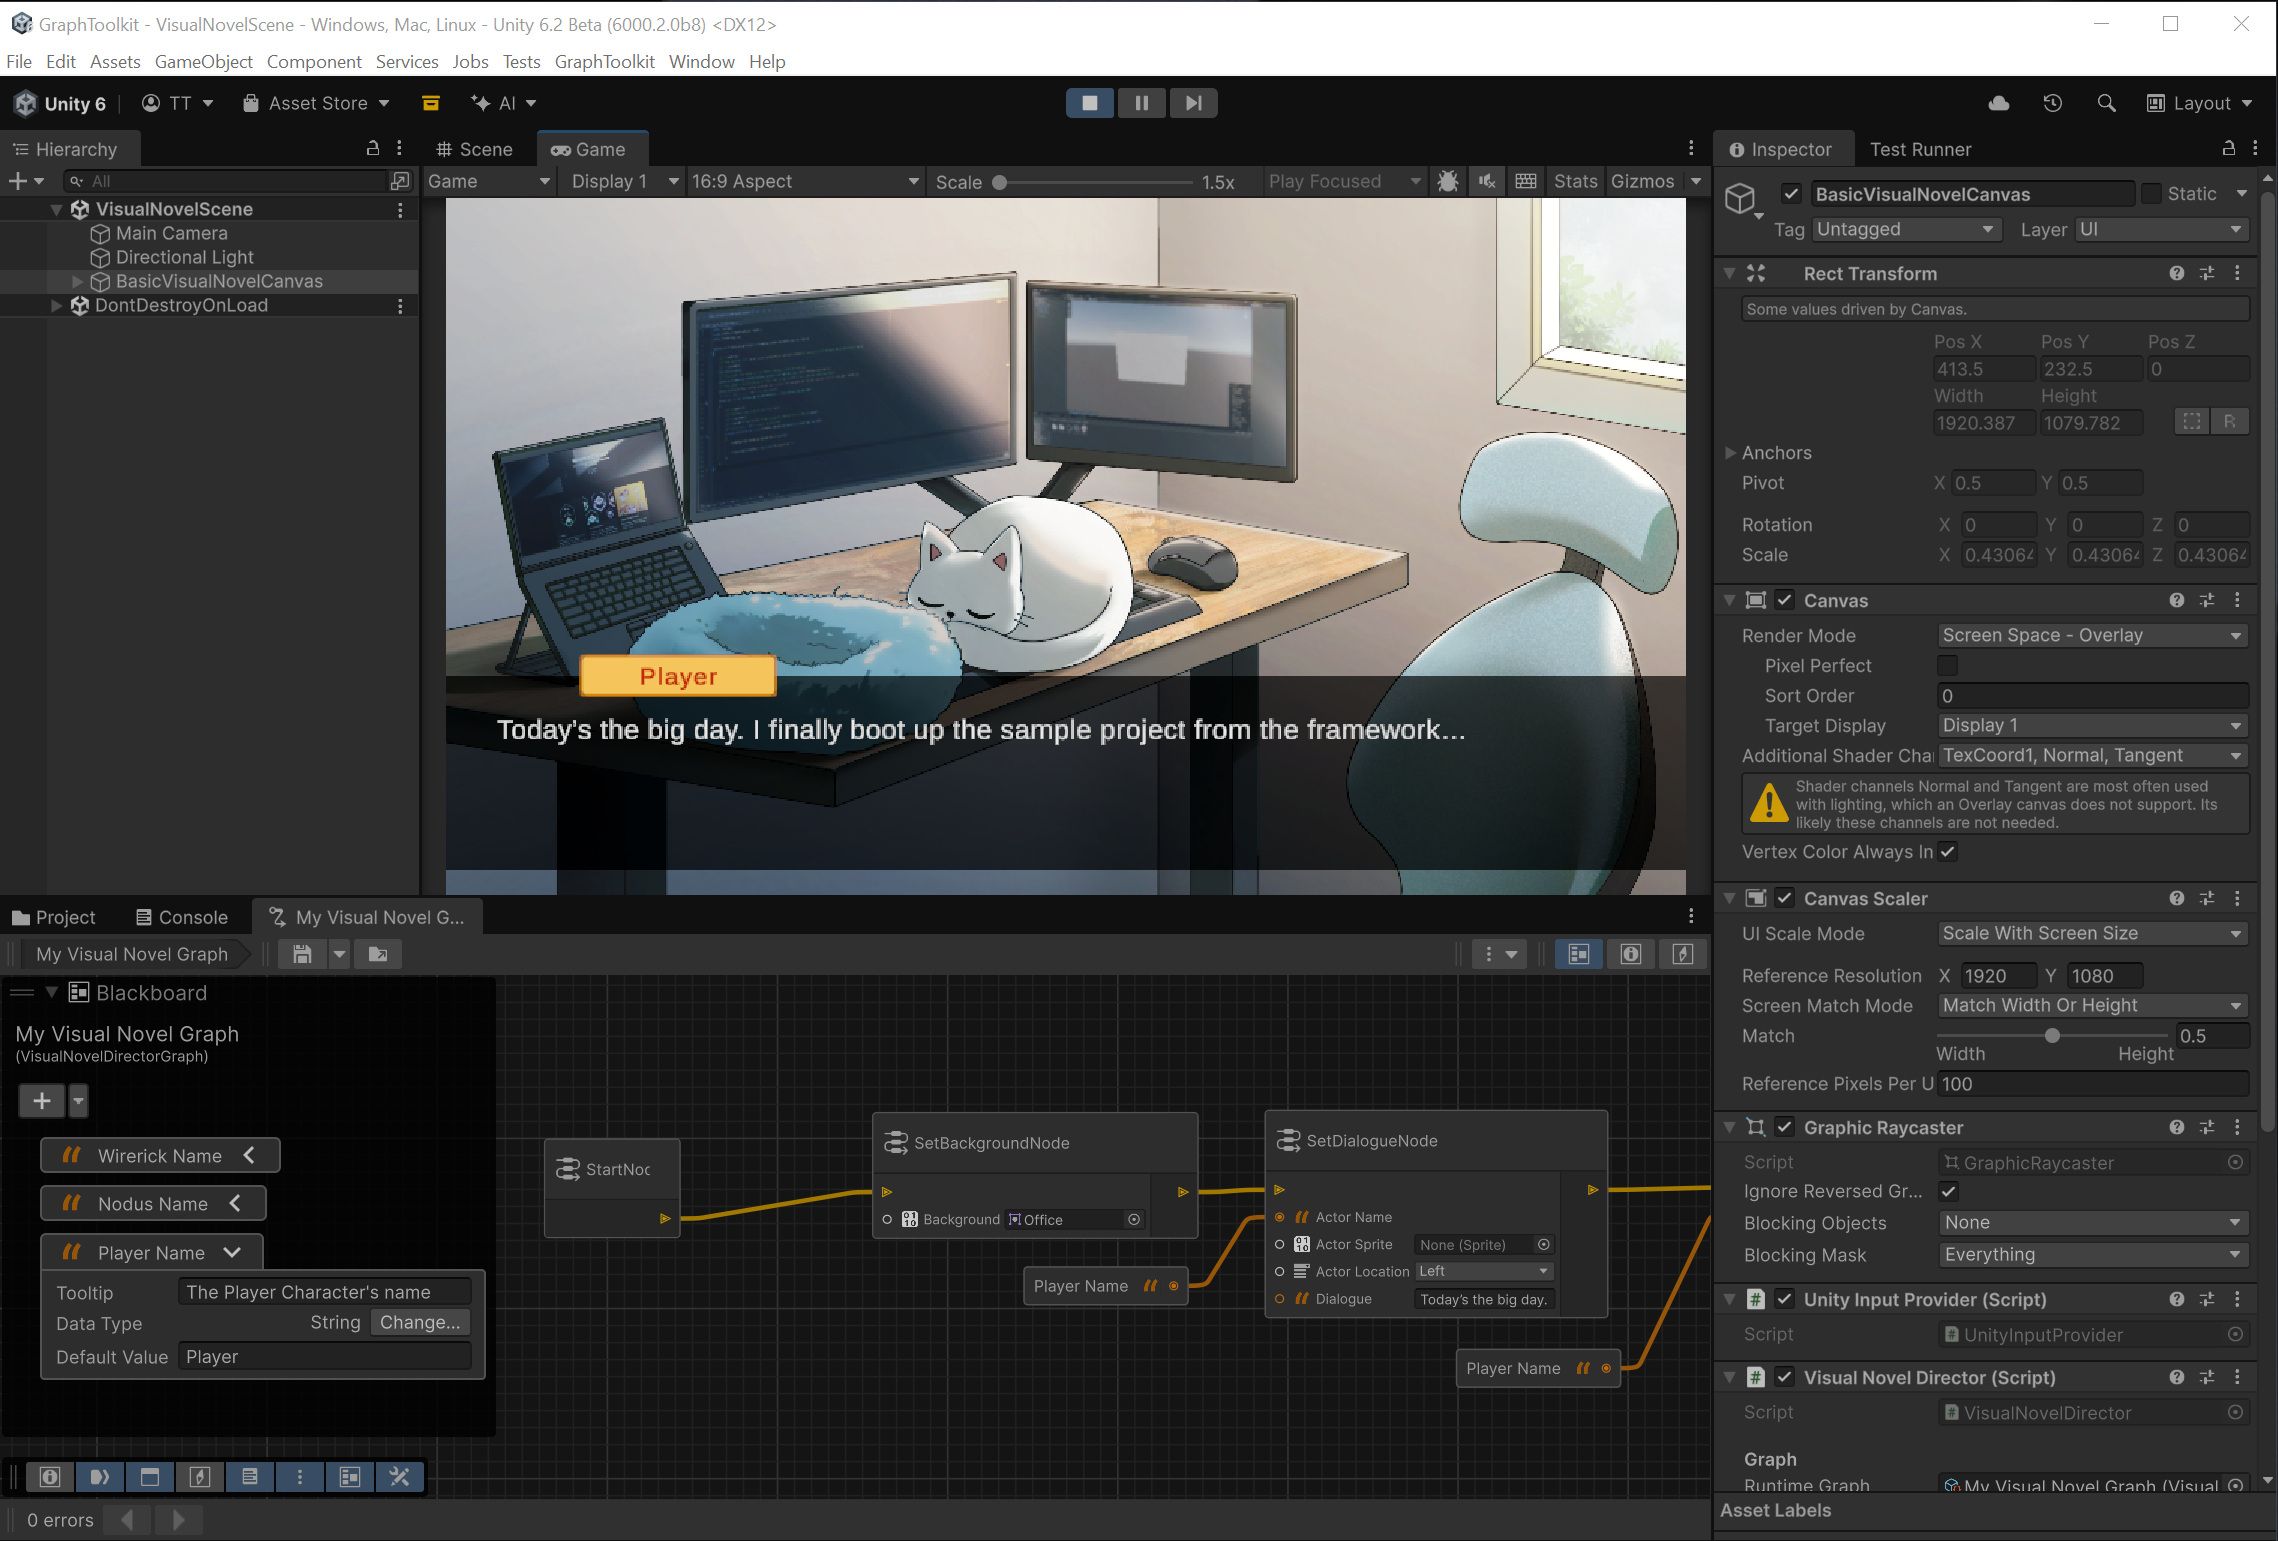 GraphToolkit - VisualNovelScene - Windows, Mac, Linux - Unity 6.2 Beta (6000.2.0b8) <DX12>
File Edit Assets GameObject Component Services Jobs Tests GraphToolkit Window Help
Unity 6 TT Asset Store AI Layout
Hierarchy
All
VisualNovelScene
Main Camera
Directional Light
BasicVisualNovelCanvas
DontDestroyOnLoad
Scene Game
Game Display 1 16:9 Aspect Scale 1.5x Play Focused Stats Gizmos
Player
Today's the big day. I finally boot up the sample project from the framework...
Project Console My Visual Novel G...
My Visual Novel Graph
Blackboard
My Visual Novel Graph
(VisualNovelDirectorGraph)
Wirerick Name
Nodus Name
Player Name
Tooltip The Player Character's name
Data Type String Change...
Default Value Player
StartNoc
SetBackgroundNode
Background Office
Player Name
SetDialogueNode
Actor Name
Actor Sprite None (Sprite)
Actor Location Left
Dialogue Today's the big day.
Player Name
0 errors
Inspector Test Runner
BasicVisualNovelCanvas Static
Tag Untagged Layer UI
Rect Transform
Some values driven by Canvas.
Pos X Pos Y Pos Z
413.5 232.5 0
Width Height
1920.387 1079.782 R
Anchors
Pivot X 0.5 Y 0.5
Rotation X 0 Y 0 Z 0
Scale X 0.43064 Y 0.43064 Z 0.43064
Canvas
Render Mode Screen Space - Overlay
Pixel Perfect
Sort Order 0
Target Display Display 1
Additional Shader Cha TexCoord1, Normal, Tangent
Shader channels Normal and Tangent are most often used
with lighting, which an Overlay canvas does not support. Its
likely these channels are not needed.
Vertex Color Always In
Canvas Scaler
UI Scale Mode Scale With Screen Size
Reference Resolution X 1920 Y 1080
Screen Match Mode Match Width Or Height
Match 0.5
Width Height
Reference Pixels Per U 100
Graphic Raycaster
Script GraphicRaycaster
Ignore Reversed Gr...
Blocking Objects None
Blocking Mask Everything
Unity Input Provider (Script)
Script UnityInputProvider
Visual Novel Director (Script)
Script VisualNovelDirector
Graph
Runtime Graph My Visual Novel Graph (Visual
Asset Labels